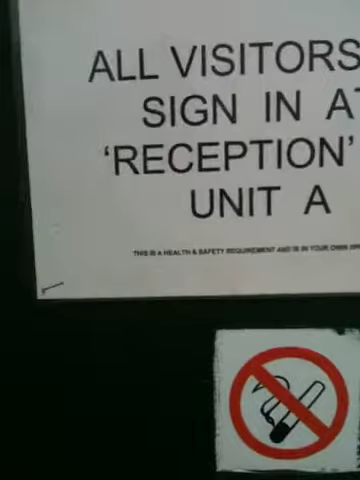 ALL VISITORS
SIGN IN AT
'RECEPTION'
UNIT A
THIS IS A HEALTH & SAFETY REQUIREMENT AND IS IN YOUR OWN